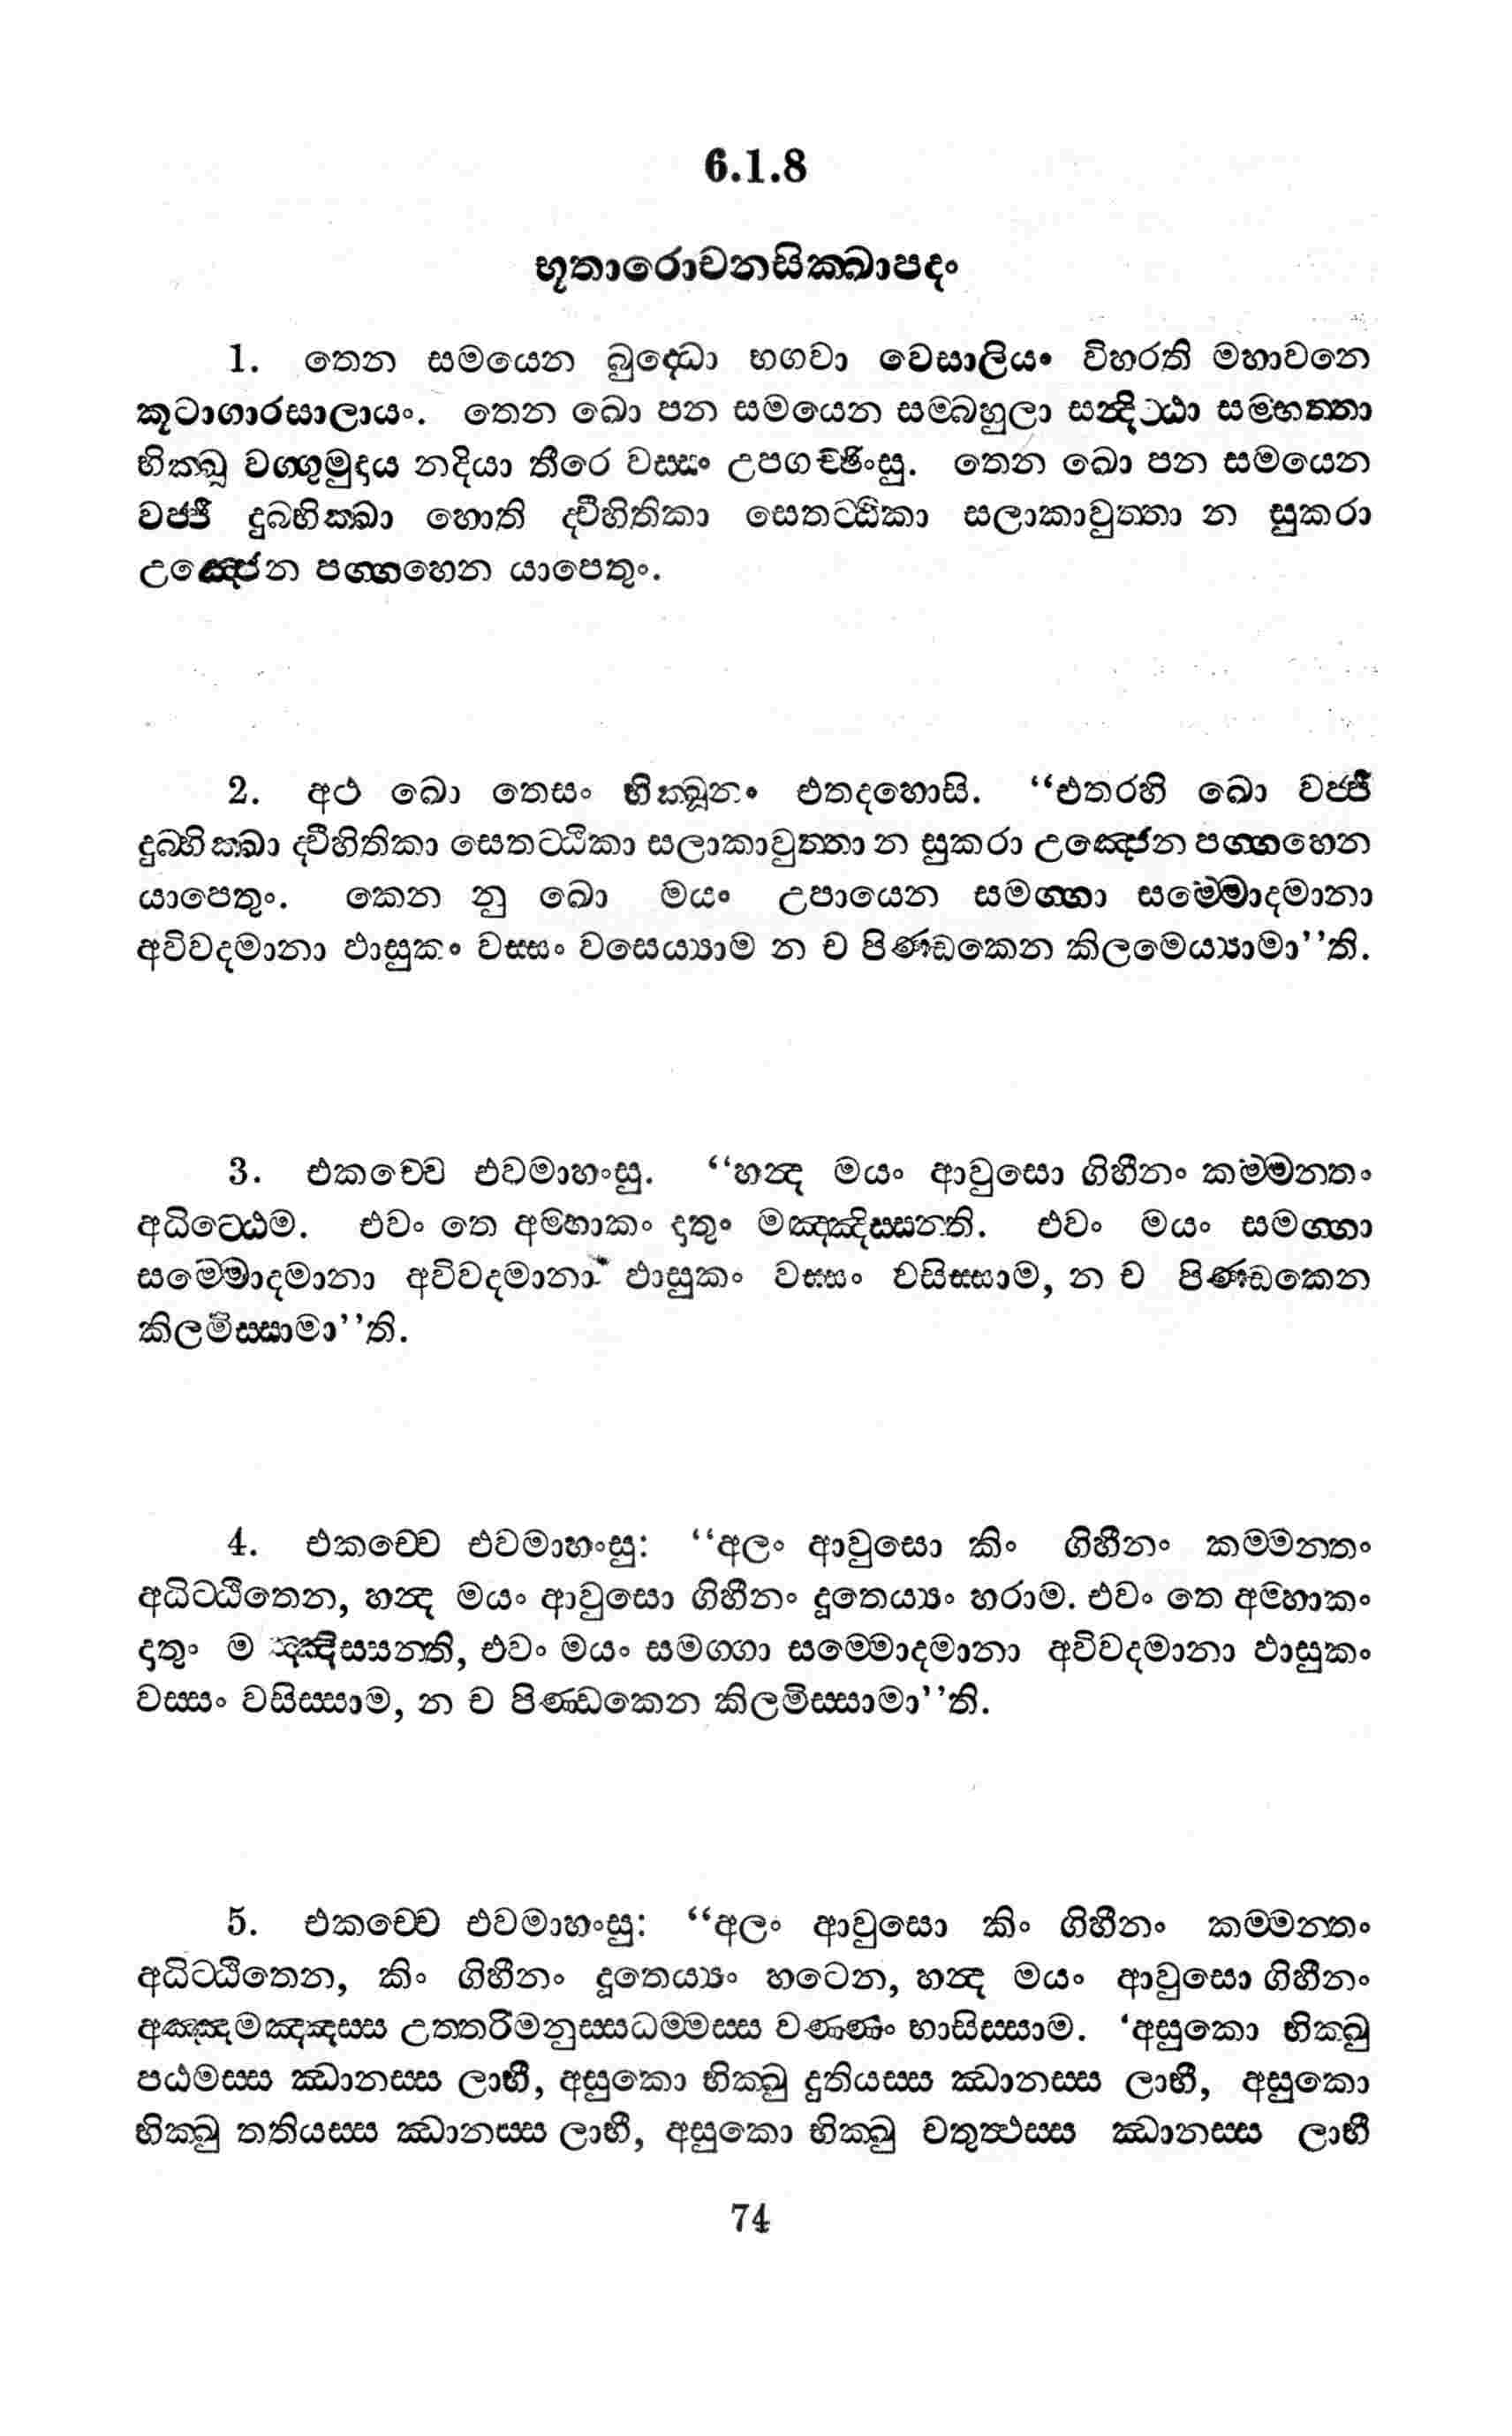 6.1.8
භූතාරොචනසික්ඛාපදං
1. තෙන සමයෙන බුද්ධො භගවා වෙසාලියං විහරති මහාවනෙ
කූටාගාරසාලායං. තෙන ඛො පන සමයෙන සම්බහුලා සන්දිට්ඨා සම්භත්තා
භික්ඛූ වග්ගුමුදාය නදියා තීරෙ වස්සං උපගච්ඡිංසු. තෙන ඛො පන සමයෙන
වජ්ජී දුබ්භික්ඛා හොති ද්වීහිතිකා සෙතට්ඨිකා සලාකාවුත්තා න සුකරා
උඤ්ඡෙන පග්ගහෙන යාපෙතුං.
2. අථ ඛො තෙසං භික්ඛූනං එතදහොසි. “එතරහි ඛො වජ්ජී
දුබ්භික්ඛා ද්වීහිතිකා සෙතට්ඨිකා සලාකාවුත්තා න සුකරා උඤ්ඡෙන පග්ගහෙන
යාපෙතුං. කෙන නු ඛො මයං උපායෙන සමග්ගා සම්මොදමානා
අවිවදමානා ඵාසුකං වස්සං වසෙය්‍යාම න ච පිණ්ඩකෙන කිලමෙය්‍යාමා”ති.
3. එකච්චෙ එවමාහංසු. “හන්ද මයං ආවුසො ගිහීනං කම්මන්තං
අධිට්ඨෙම. එවං තෙ අම්හාකං දාතුං මඤ්ඤිස්සන්ති. එවං මයං සමග්ගා
සම්මොදමානා අවිවදමානා ඵාසුකං වස්සං වසිස්සාම, න ච පිණ්ඩකෙන
කිලමිස්සාමා”ති.
4. එකච්චෙ එවමාහංසු: “අලං ආවුසො කිං ගිහීනං කම්මන්තං
අධිට්ඨිතෙන, හන්ද මයං ආවුසො ගිහීනං දූතෙය්‍යං හරාම. එවං තෙ අම්හාකං
දාතුං මඤ්ඤිස්සන්ති, එවං මයං සමග්ගා සම්මොදමානා අවිවදමානා ඵාසුකං
වස්සං වසිස්සාම, න ච පිණ්ඩකෙන කිලමිස්සාමා”ති.
5. එකච්චෙ එවමාහංසු: “අලං ආවුසො කිං ගිහීනං කම්මන්තං
අධිට්ඨිතෙන, කිං ගිහීනං දූතෙය්‍යං හටෙන, හන්ද මයං ආවුසො ගිහීනං
අඤ්ඤමඤ්ඤස්ස උත්තරිමනුස්සධම්මස්ස වණ්ණං භාසිස්සාම. ‘අසුකො භික්ඛු
පඨමස්ස ඣානස්ස ලාභී, අසුකො භික්ඛු දුතියස්ස ඣානස්ස ලාභී, අසුකො
භික්ඛු තතියස්ස ඣානස්ස ලාභී, අසුකො භික්ඛු චතුත්ථස්ස ඣානස්ස ලාභී
74